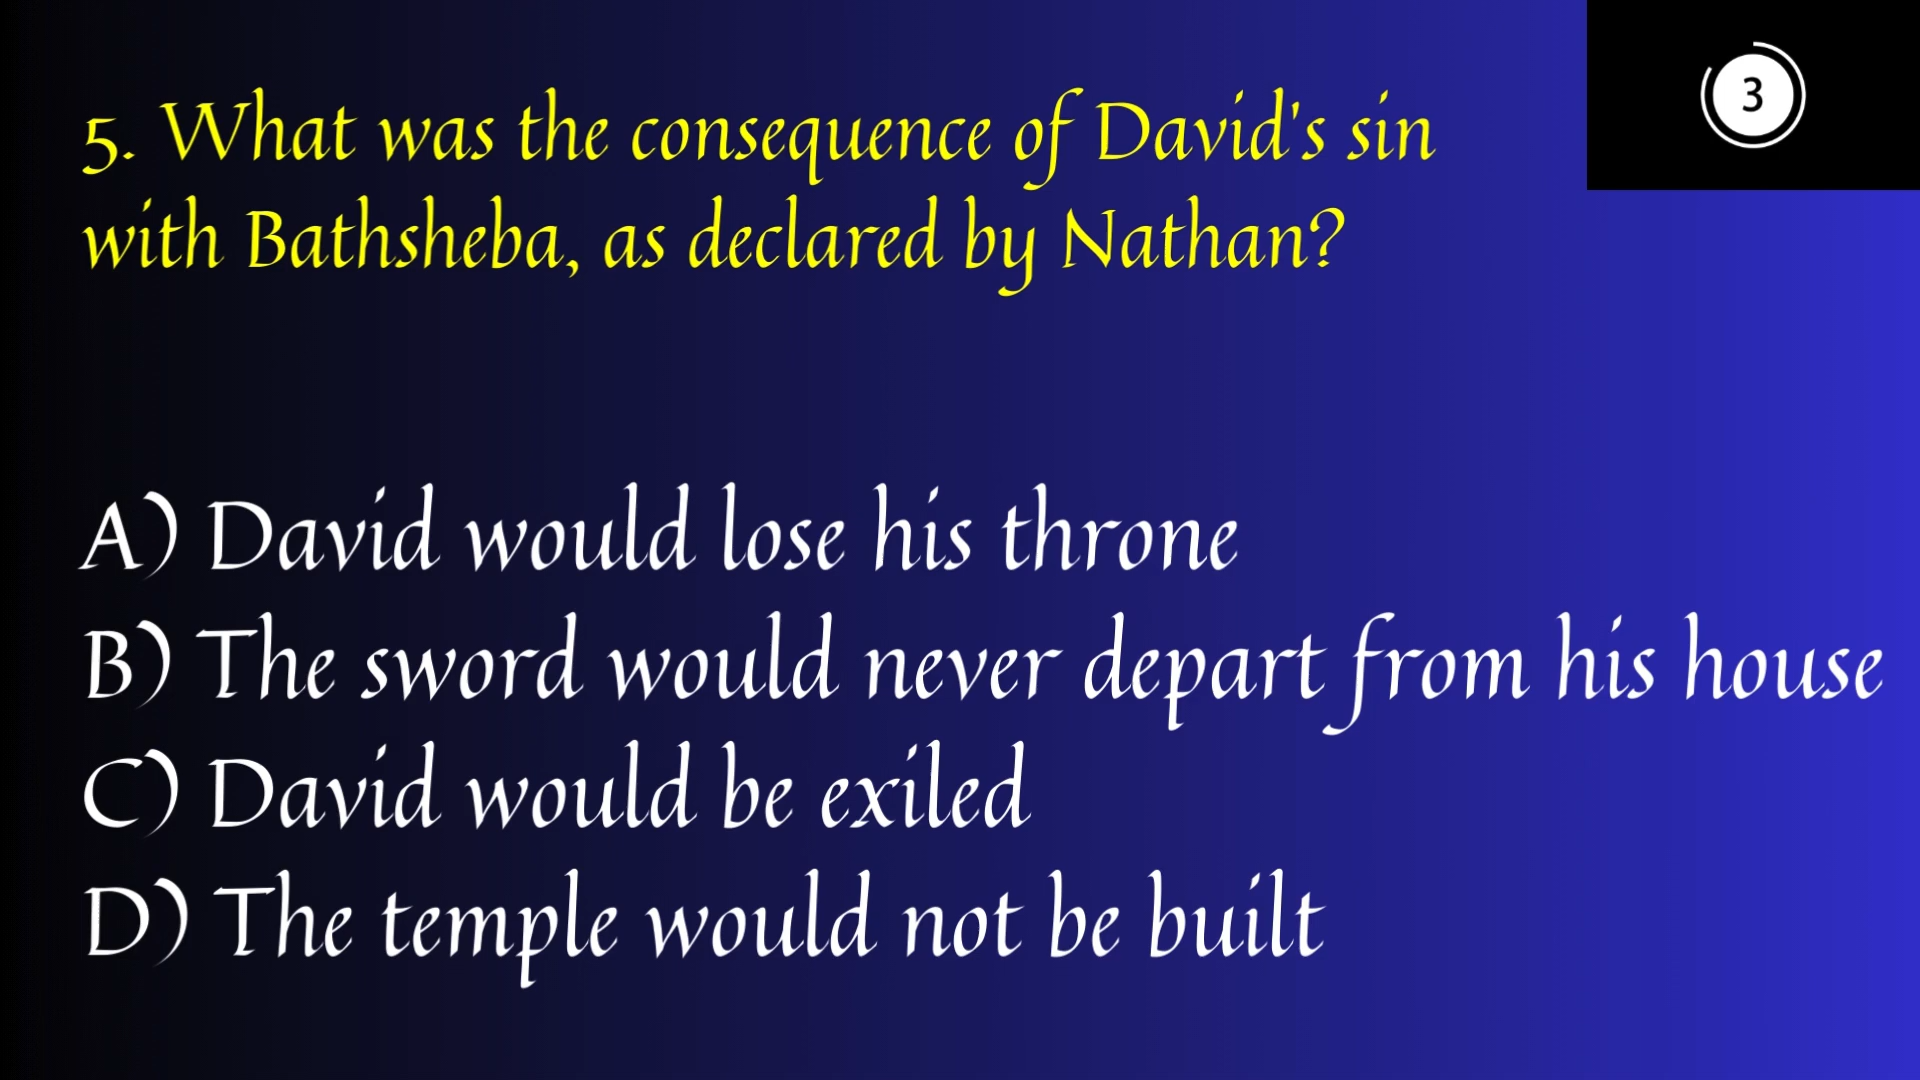 3
5. What was the consequence of David's sin
with Bathsheba, as declared by Nathan?
A) David would lose his throne
B) The sword would never depart from his house
C) David would be exiled
D) The temple would not be built